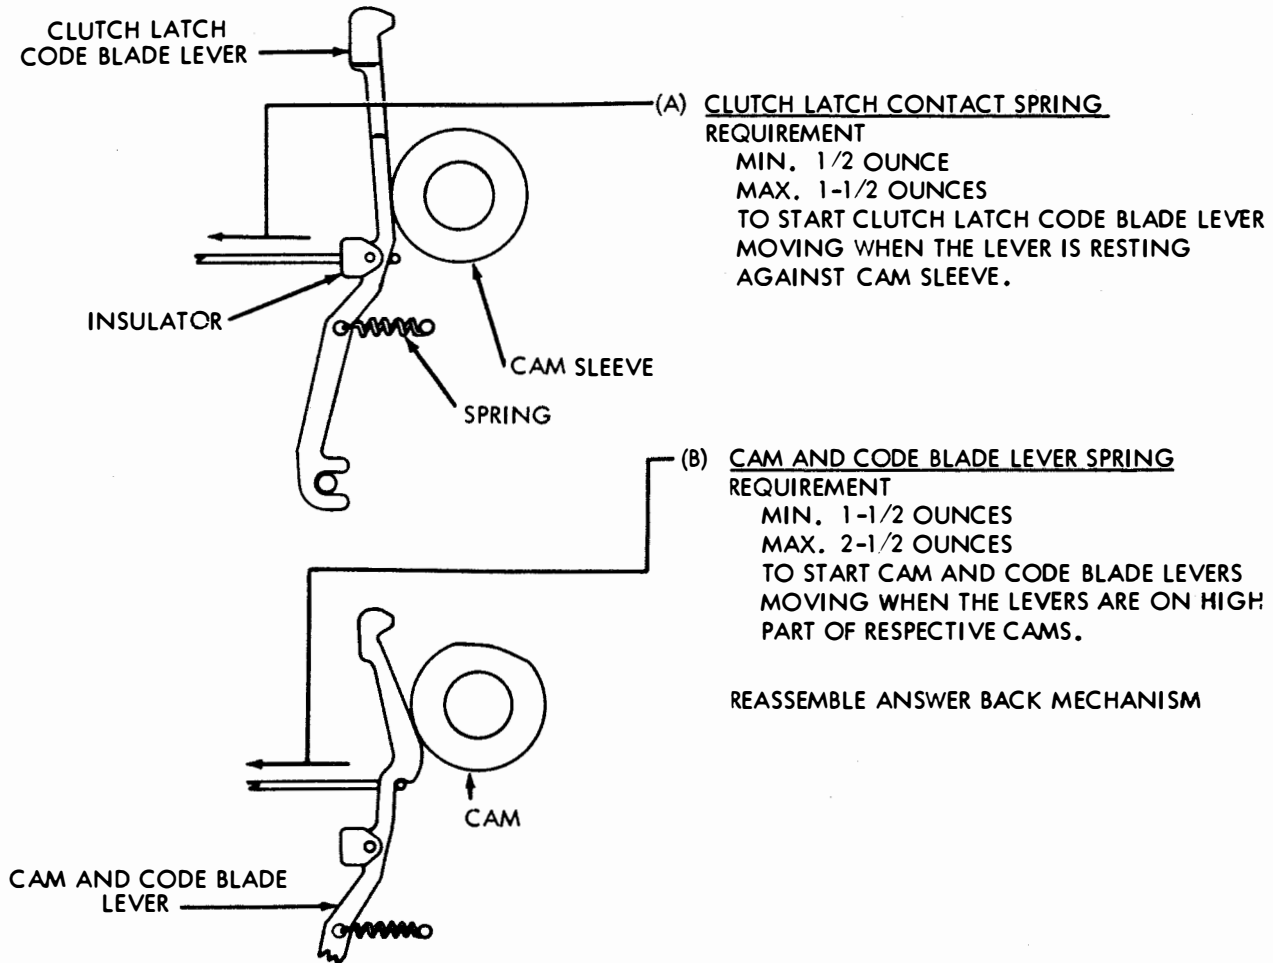 CLUTCH LATCH
CODE BLADE LEVER
(A) CLUTCH LATCH CONTACT SPRING
REQUIREMENT
MIN. 1/2 OUNCE
MAX. 1-1/2 OUNCES
TO START CLUTCH LATCH CODE BLADE LEVER
MOVING WHEN THE LEVER IS RESTING
AGAINST CAM SLEEVE.
INSULATOR
CAM SLEEVE
SPRING
(B) CAM AND CODE BLADE LEVER SPRING
REQUIREMENT
MIN. 1-1/2 OUNCES
MAX. 2-1/2 OUNCES
TO START CAM AND CODE BLADE LEVERS
MOVING WHEN THE LEVERS ARE ON HIGH
PART OF RESPECTIVE CAMS.
REASSEMBLE ANSWER BACK MECHANISM
CAM
CAM AND CODE BLADE
LEVER